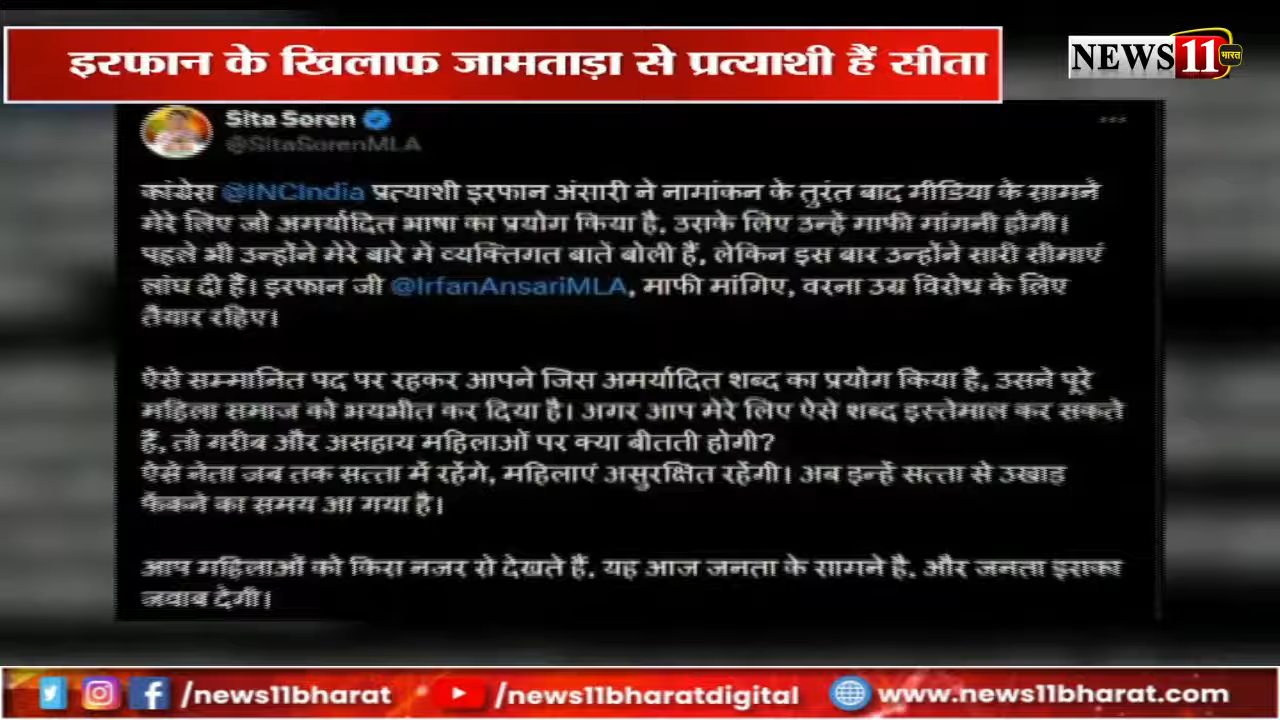 इरफान के खिलाफ जामताड़ा से प्रत्याशी हैं सीता
NEWS 11 भारत
Sita Soren
@SitaSorenMLA
कांग्रेस @INCIndia प्रत्याशी इरफान अंसारी ने नामांकन के तुरंत बाद मीडिया के सामने
मेरे लिए जो अमर्यादित भाषा का प्रयोग किया है, उसके लिए उन्हें माफी मांगनी होगी।
पहले भी उन्होंने मेरे बारे में व्यक्तिगत बातें बोली हैं, लेकिन इस बार उन्होंने सारी सीमाएं
लांघ दी हैं। इरफान जी @IrfanAnsariMLA, माफी मांगिए, वरना उग्र विरोध के लिए
तैयार रहिए।
ऐसे सम्मानित पद पर रहकर आपने जिस अमर्यादित शब्द का प्रयोग किया है, उसने पूरे
महिला समाज को भयभीत कर दिया है। अगर आप मेरे लिए ऐसे शब्द इस्तेमाल कर सकते
हैं, तो गरीब और असहाय महिलाओं पर क्या बीतती होगी?
ऐसे नेता जब तक सत्ता में रहेंगे, महिलाएं असुरक्षित रहेंगी। अब इन्हें सत्ता से उखाड़
फेंकने का समय आ गया है।
आप महिलाओं को किस नजर से देखते हैं, यह आज जनता के सामने है, और जनता इसका
जवाब देगी।
/news11bharat /news11bharatdigital www.news11bharat.com